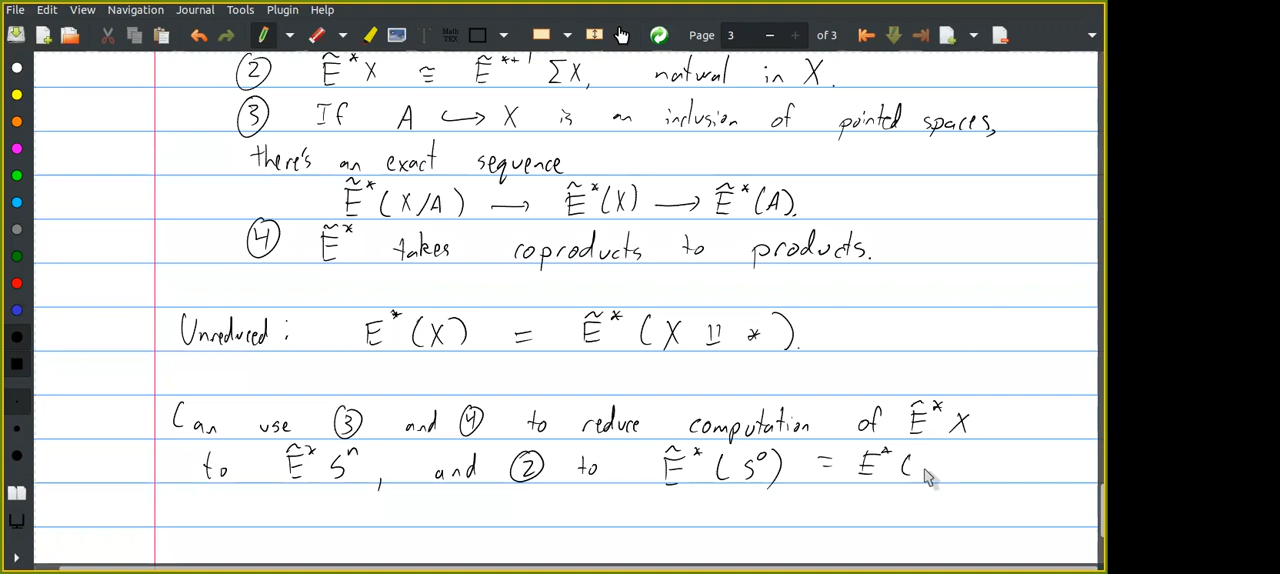 File Edit View Navigation Journal Tools Plugin Help
Math TEX T Page 3 of 3
② Ẽ*X ≅ Ẽ*+1 ΣX, natural in X.
③ If A ↪ X is an inclusion of pointed spaces,
there's an exact sequence
Ẽ*(X/A) → Ẽ*(X) → Ẽ*(A).
④ Ẽ* takes coproducts to products.
Unreduced: E*(X) = Ẽ*(X ⨿ *).
Can use ③ and ④ to reduce computation of Ẽ*X
to Ẽ*Sⁿ, and ② to Ẽ*(S⁰) = E*(